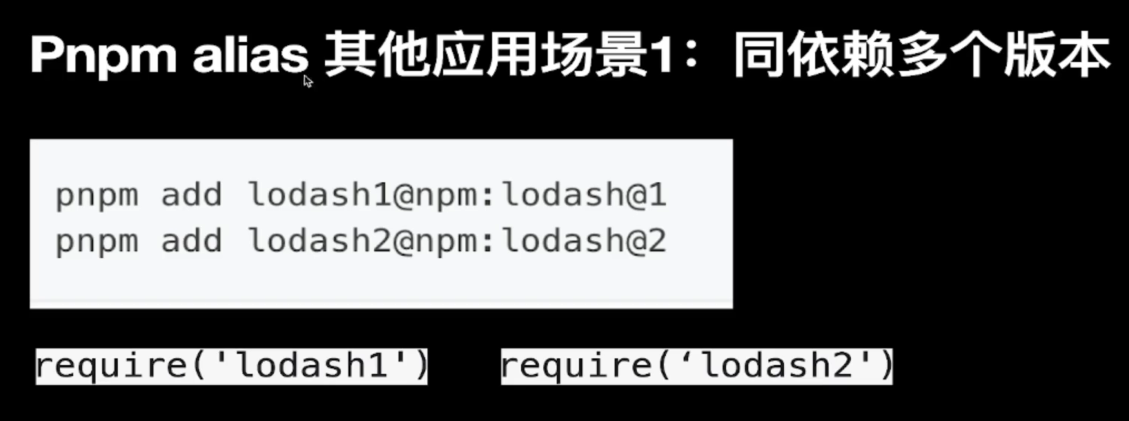 Pnpm alias 其他应用场景1：同依赖多个版本
pnpm add lodash1@npm:lodash@1
pnpm add lodash2@npm:lodash@2
require('lodash1') require(‘lodash2')